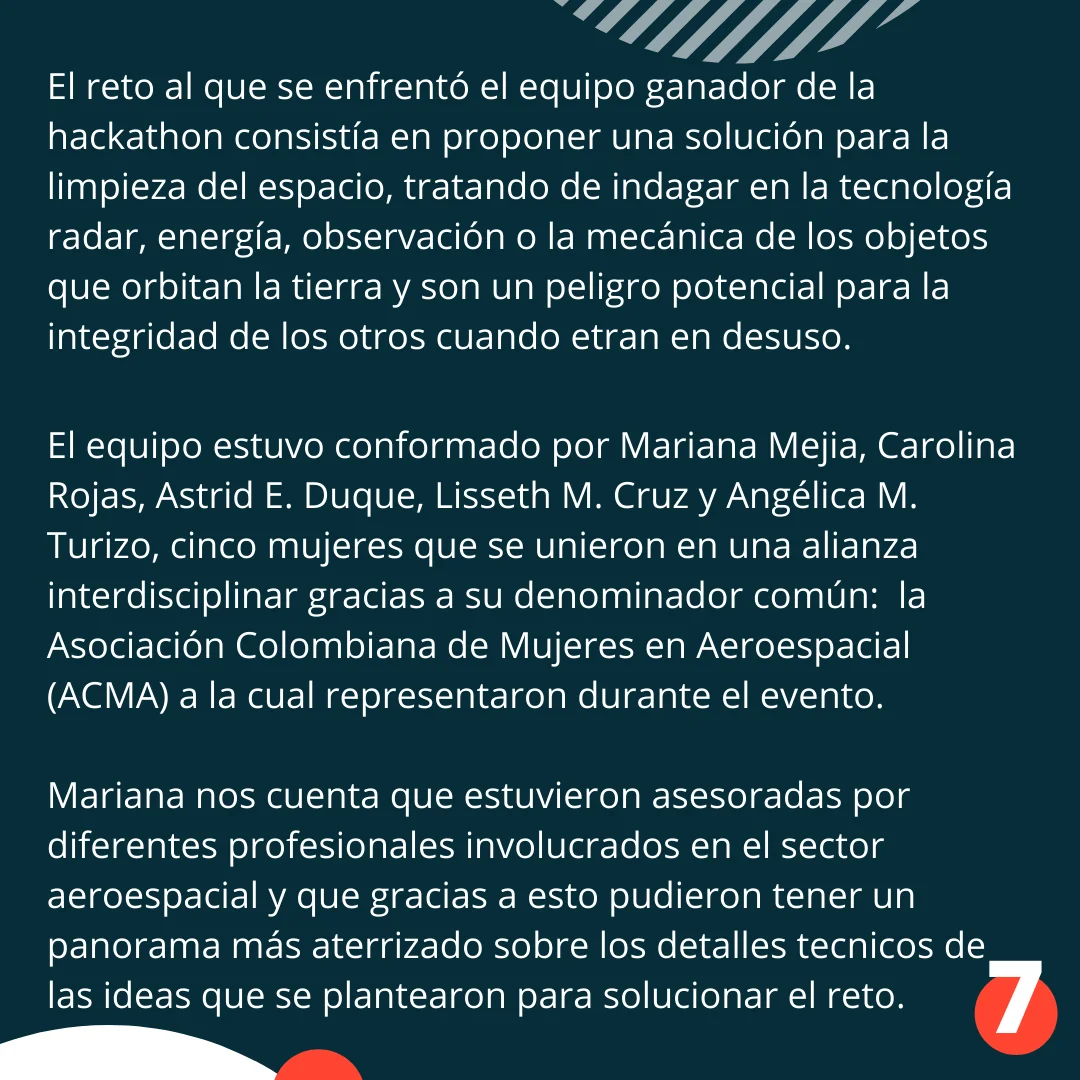 El reto al que se enfrentó el equipo ganador de la
hackathon consistía en proponer una solución para la
limpieza del espacio, tratando de indagar en la tecnología
radar, energía, observación o la mecánica de los objetos
que orbitan la tierra y son un peligro potencial para la
integridad de los otros cuando etran en desuso.
El equipo estuvo conformado por Mariana Mejia, Carolina
Rojas, Astrid E. Duque, Lisseth M. Cruz y Angélica M.
Turizo, cinco mujeres que se unieron en una alianza
interdisciplinar gracias a su denominador común:  la
Asociación Colombiana de Mujeres en Aeroespacial
(ACMA) a la cual representaron durante el evento.
Mariana nos cuenta que estuvieron asesoradas por
diferentes profesionales involucrados en el sector
aeroespacial y que gracias a esto pudieron tener un
panorama más aterrizado sobre los detalles tecnicos de
las ideas que se plantearon para solucionar el reto.
7